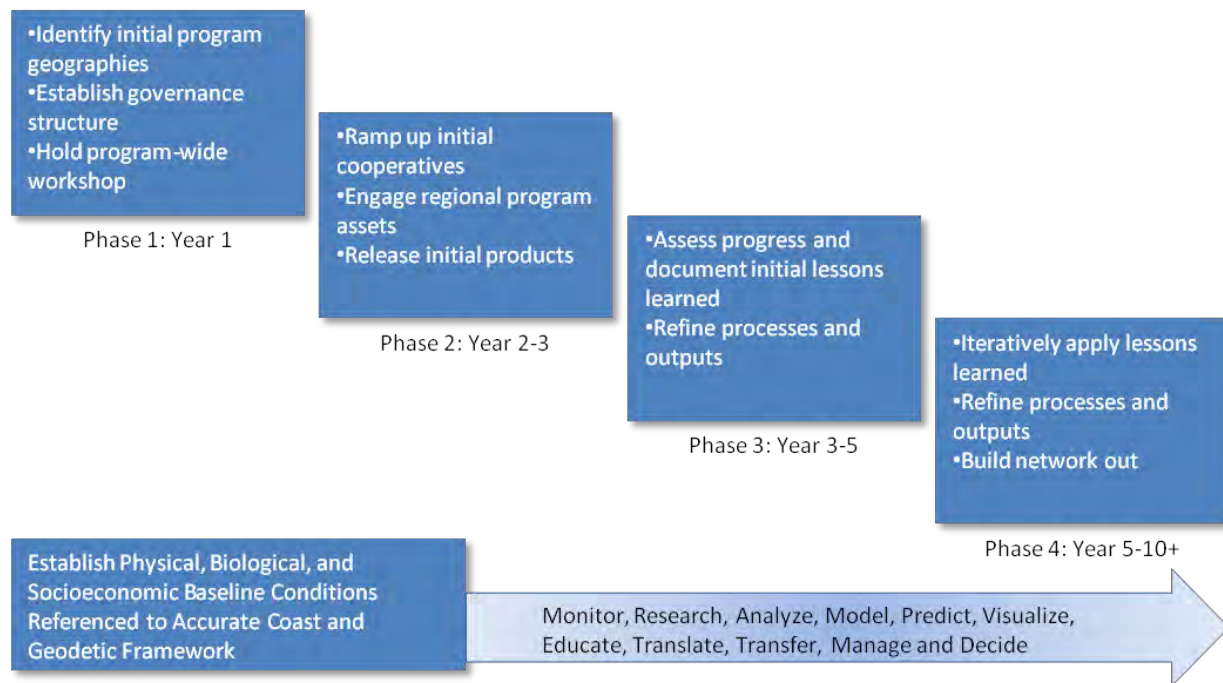 •Identify initial program
geographies
•Establish governance
structure
•Hold program-wide
workshop
Phase 1: Year 1
•Ramp up initial
cooperatives
•Engage regional program
assets
•Release initial products
Phase 2: Year 2-3
•Assess progress and
document initial lessons
learned
•Refine processes and
outputs
Phase 3: Year 3-5
•Iteratively apply lessons
learned
•Refine processes and
outputs
•Build network out
Phase 4: Year 5-10+
Establish Physical, Biological, and
Socioeconomic Baseline Conditions
Referenced to Accurate Coast and
Geodetic Framework
Monitor, Research, Analyze, Model, Predict, Visualize,
Educate, Translate, Transfer, Manage and Decide